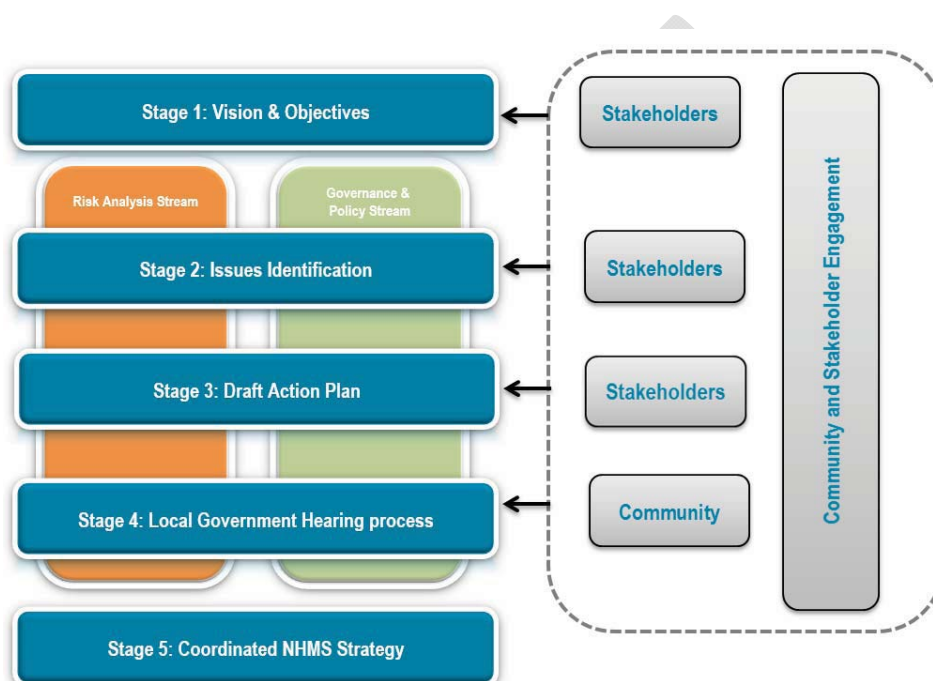 Stage 1: Vision & Objectives
Stakeholders
Risk Analysis Stream
Governance &
Policy Stream
Stage 2: Issues Identification
Stakeholders
Stage 3: Draft Action Plan
Stakeholders
Stage 4: Local Government Hearing process
Community
Stage 5: Coordinated NHMS Strategy
Community and Stakeholder Engagement